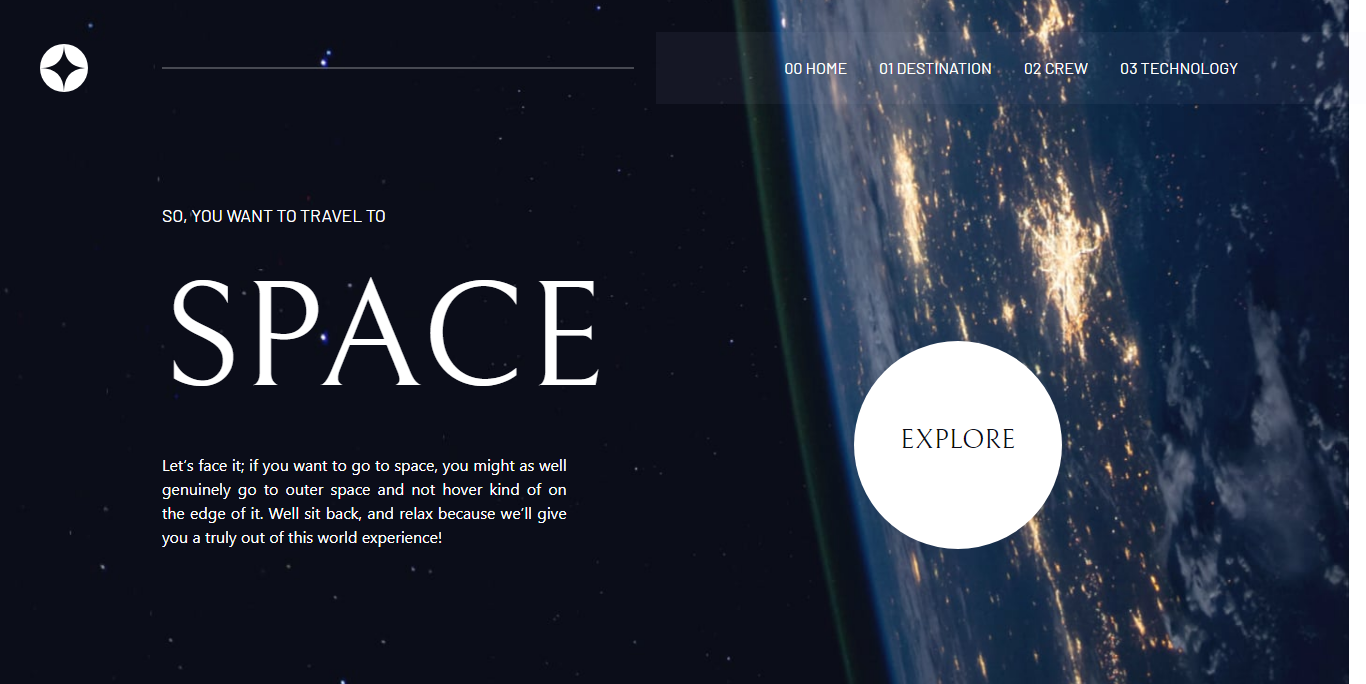 00 HOME 01 DESTINATION 02 CREW 03 TECHNOLOGY
SO, YOU WANT TO TRAVEL TO
SPACE
Let’s face it; if you want to go to space, you might as well
genuinely go to outer space and not hover kind of on
the edge of it. Well sit back, and relax because we’ll give
you a truly out of this world experience!
EXPLORE